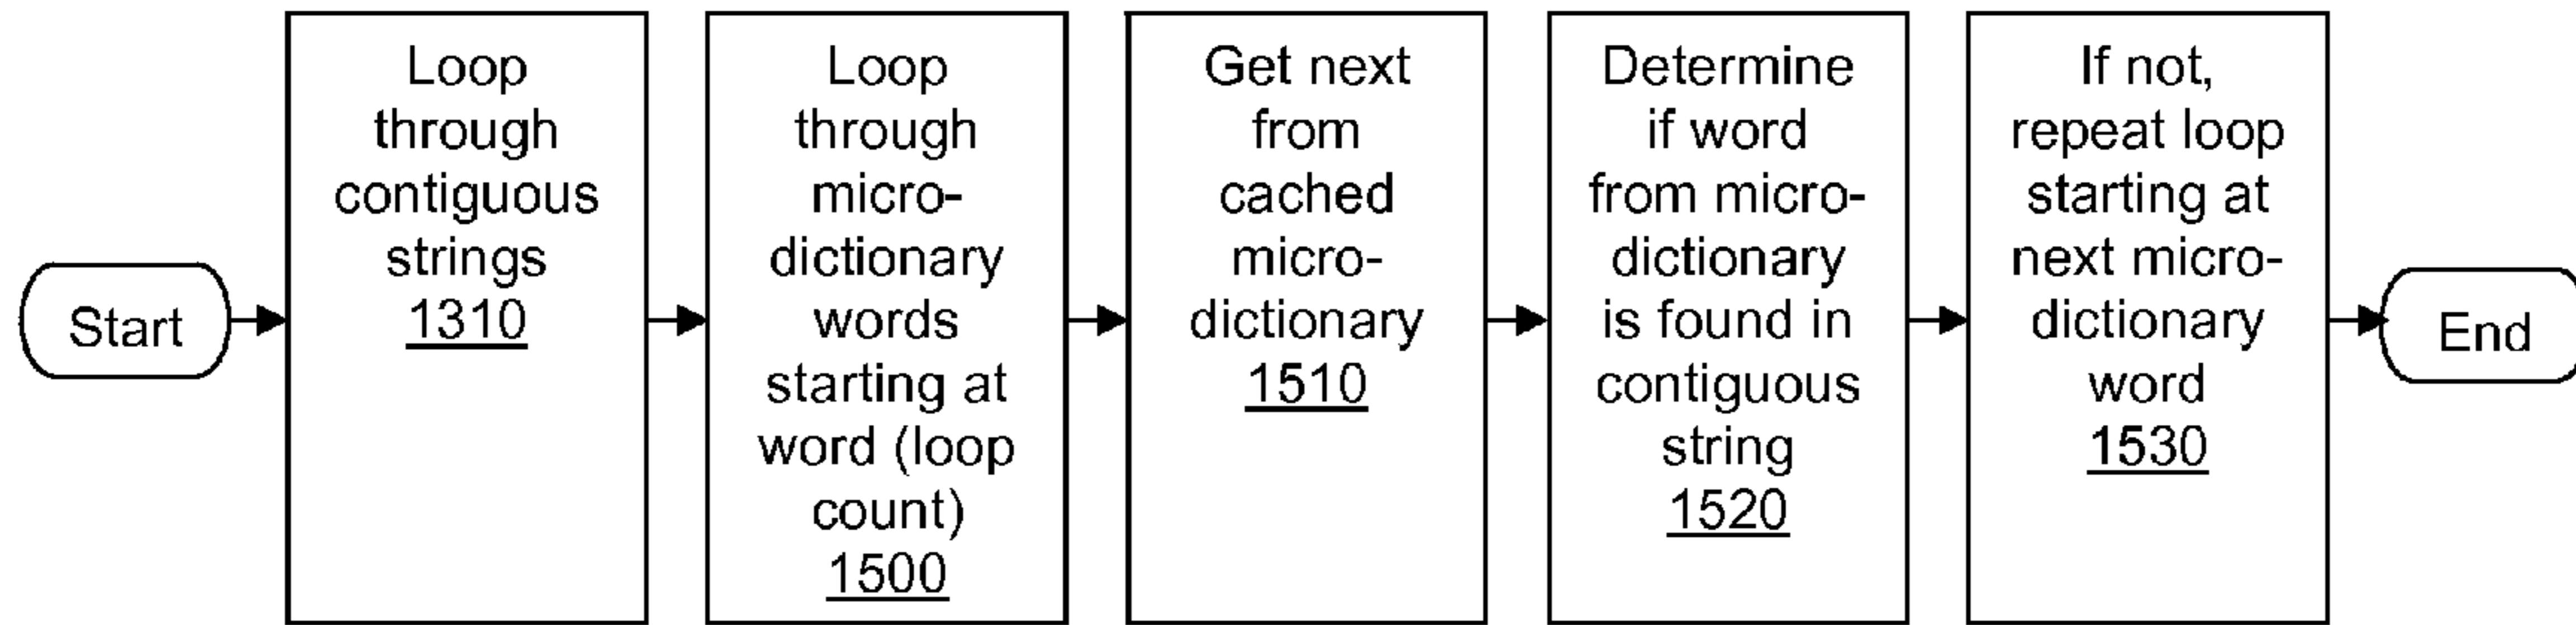 Start
Loop
through
contiguous
strings
1310
Loop
through
micro-
dictionary
words
starting at
word (loop
count)
1500
Get next
from
cached
micro-
dictionary
1510
Determine
if word
from micro-
dictionary
is found in
contiguous
string
1520
If not,
repeat loop
starting at
next micro-
dictionary
word
1530
End